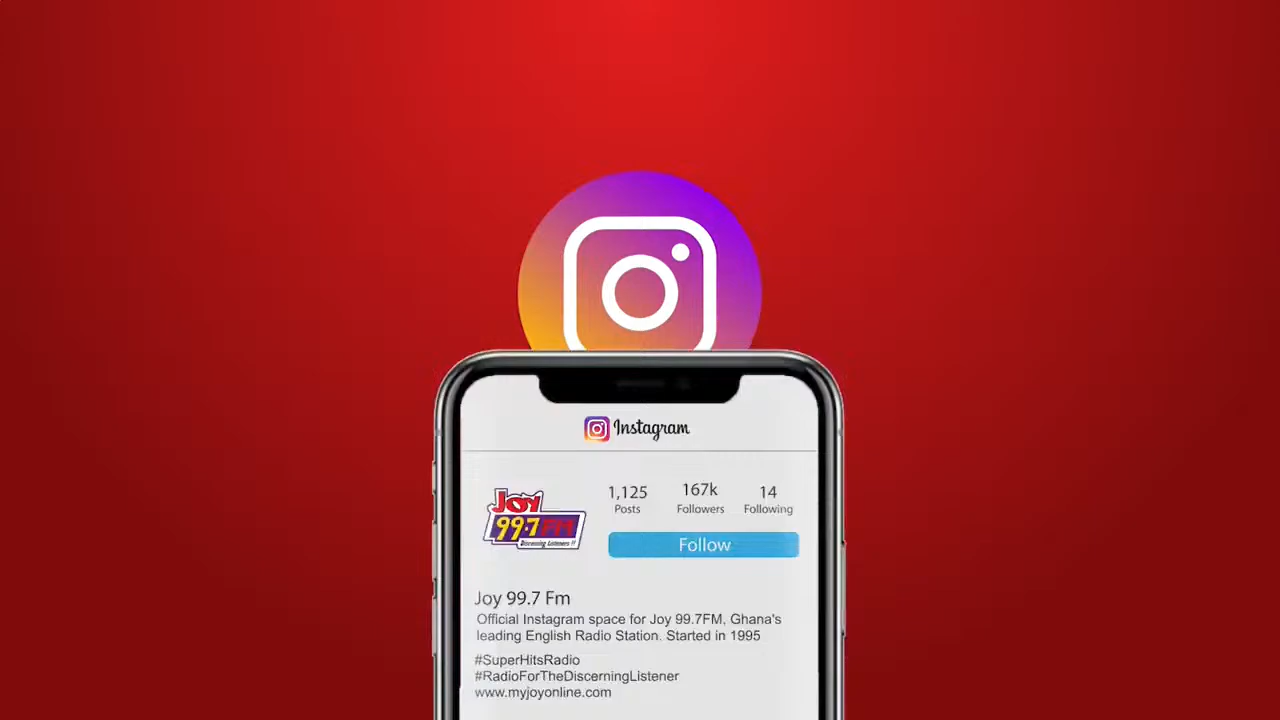 Instagram
JOY
99.7 FM
Discerning Listeners !!
1,125
Posts
167k
Followers
14
Following
Follow
Joy 99.7 Fm
Official Instagram space for Joy 99.7FM, Ghana's
leading English Radio Station. Started in 1995
#SuperHitsRadio
#RadioForTheDiscerningListener
www.myjoyonline.com